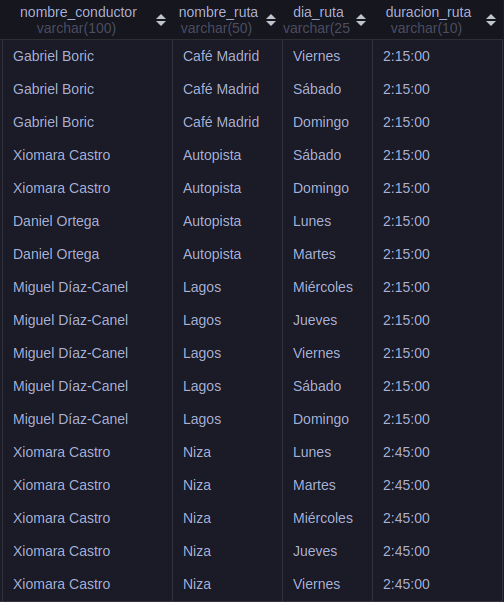 nombre_conductor nombre_ruta dia_ruta duracion_ruta
varchar(100) varchar(50) varchar(25 varchar(10)
Gabriel Boric Café Madrid Viernes 2:15:00
Gabriel Boric Café Madrid Sábado 2:15:00
Gabriel Boric Café Madrid Domingo 2:15:00
Xiomara Castro Autopista Sábado 2:15:00
Xiomara Castro Autopista Domingo 2:15:00
Daniel Ortega Autopista Lunes 2:15:00
Daniel Ortega Autopista Martes 2:15:00
Miguel Díaz-Canel Lagos Miércoles 2:15:00
Miguel Díaz-Canel Lagos Jueves 2:15:00
Miguel Díaz-Canel Lagos Viernes 2:15:00
Miguel Díaz-Canel Lagos Sábado 2:15:00
Miguel Díaz-Canel Lagos Domingo 2:15:00
Xiomara Castro Niza Lunes 2:45:00
Xiomara Castro Niza Martes 2:45:00
Xiomara Castro Niza Miércoles 2:45:00
Xiomara Castro Niza Jueves 2:45:00
Xiomara Castro Niza Viernes 2:45:00